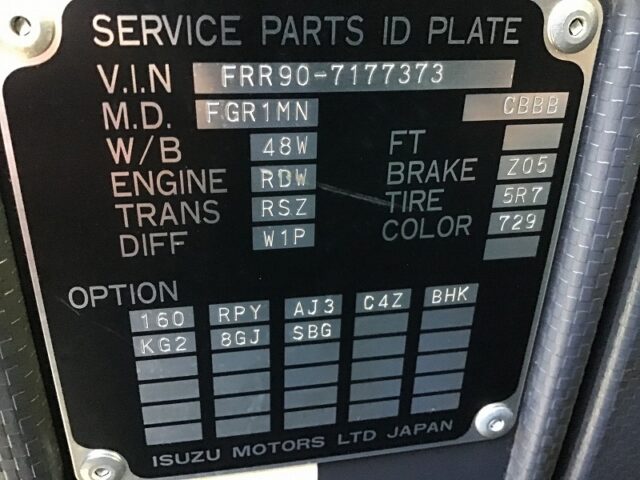 SERVICE PARTS ID PLATE
V.I.N FRR90-7177373
M.D. FGR1MN CBBB
W/B 48W FT
ENGINE RDW BRAKE Z05
TRANS RSZ TIRE 5R7
DIFF W1P COLOR 729
OPTION
160 RPY AJ3 C4Z BHK
KG2 8GJ SBG
ISUZU MOTORS LTD JAPAN